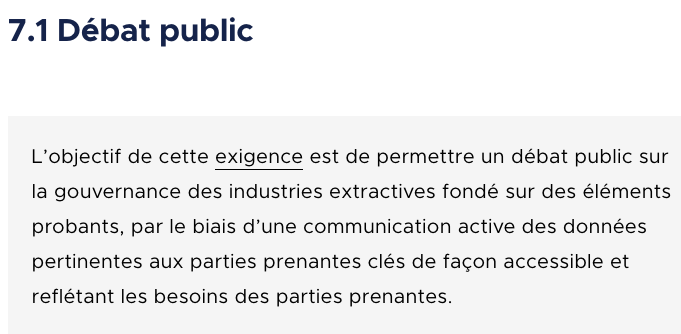 7.1 Débat public
L’objectif de cette exigence est de permettre un débat public sur
la gouvernance des industries extractives fondé sur des éléments
probants, par le biais d’une communication active des données
pertinentes aux parties prenantes clés de façon accessible et
reflétant les besoins des parties prenantes.